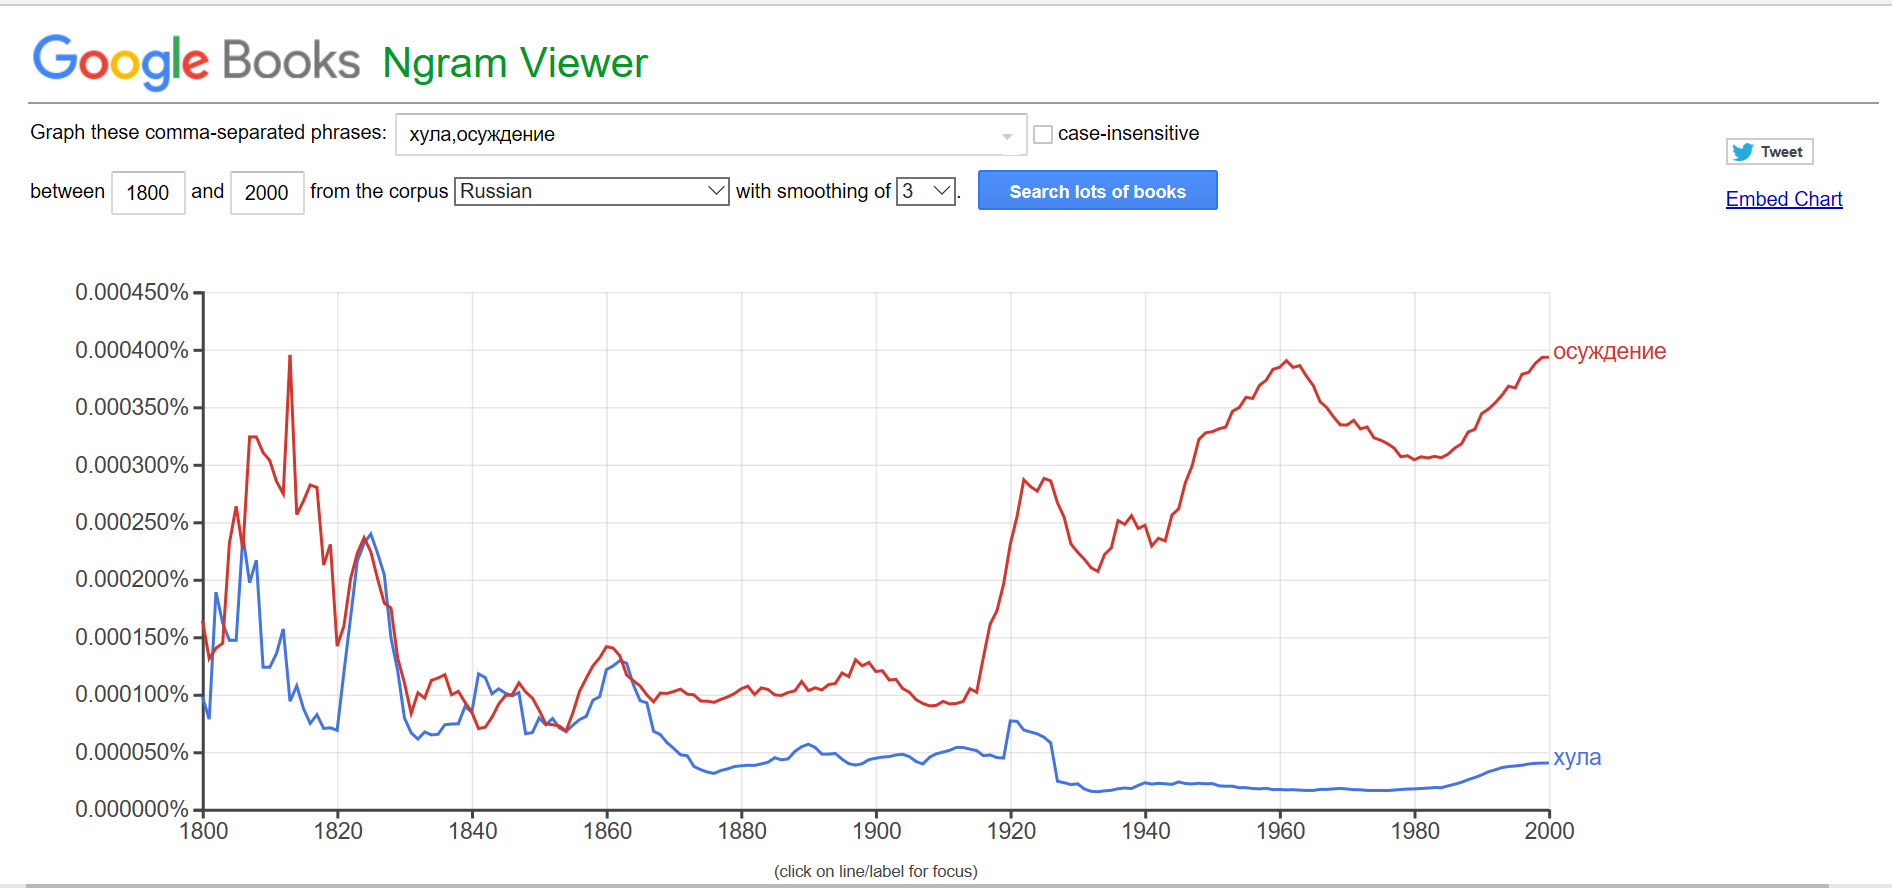 Google Books Ngram Viewer
Graph these comma-separated phrases: хула,осуждение case-insensitive
Tweet
between 1800 and 2000 from the corpus Russian with smoothing of 3 . Search lots of books
Embed Chart
0.000450%
0.000400%
осуждение
0.000350%
0.000300%
0.000250%
0.000200%
0.000150%
0.000100%
0.000050%
хула
0.000000%
1800 1820 1840 1860 1880 1900 1920 1940 1960 1980 2000
(click on line/label for focus)